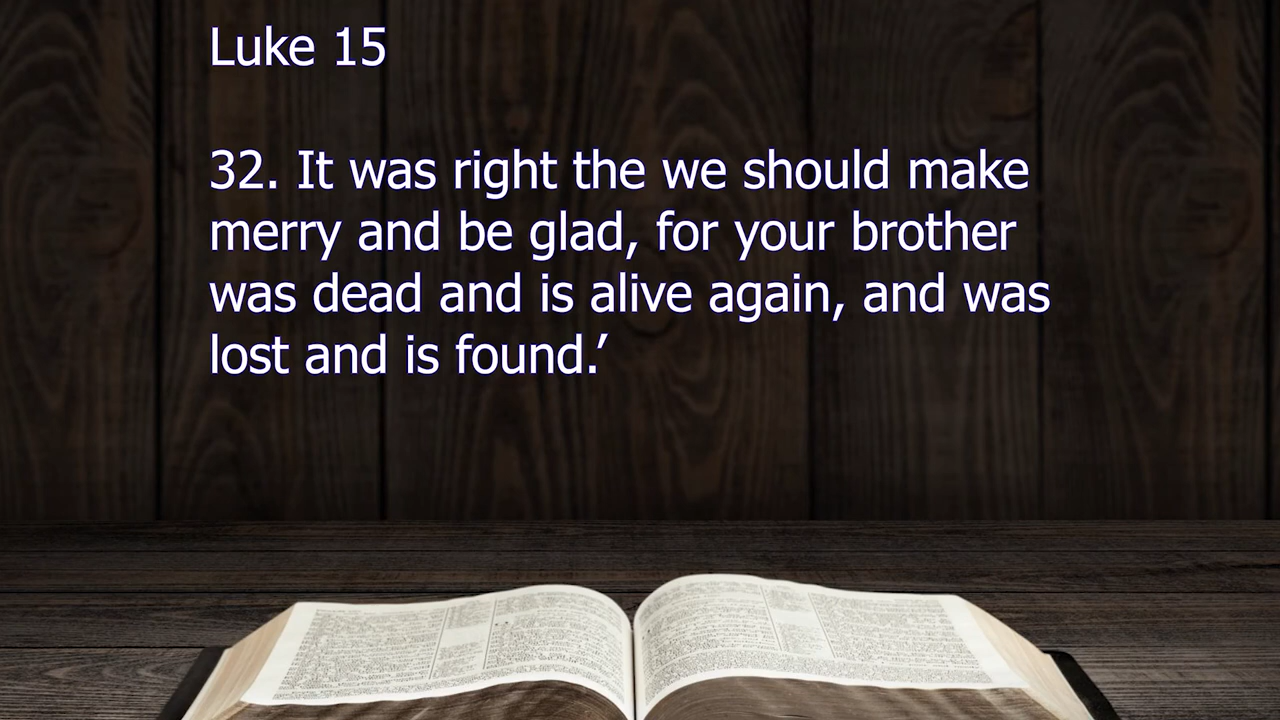 Luke 15
32. It was right the we should make
merry and be glad, for your brother
was dead and is alive again, and was
lost and is found.’